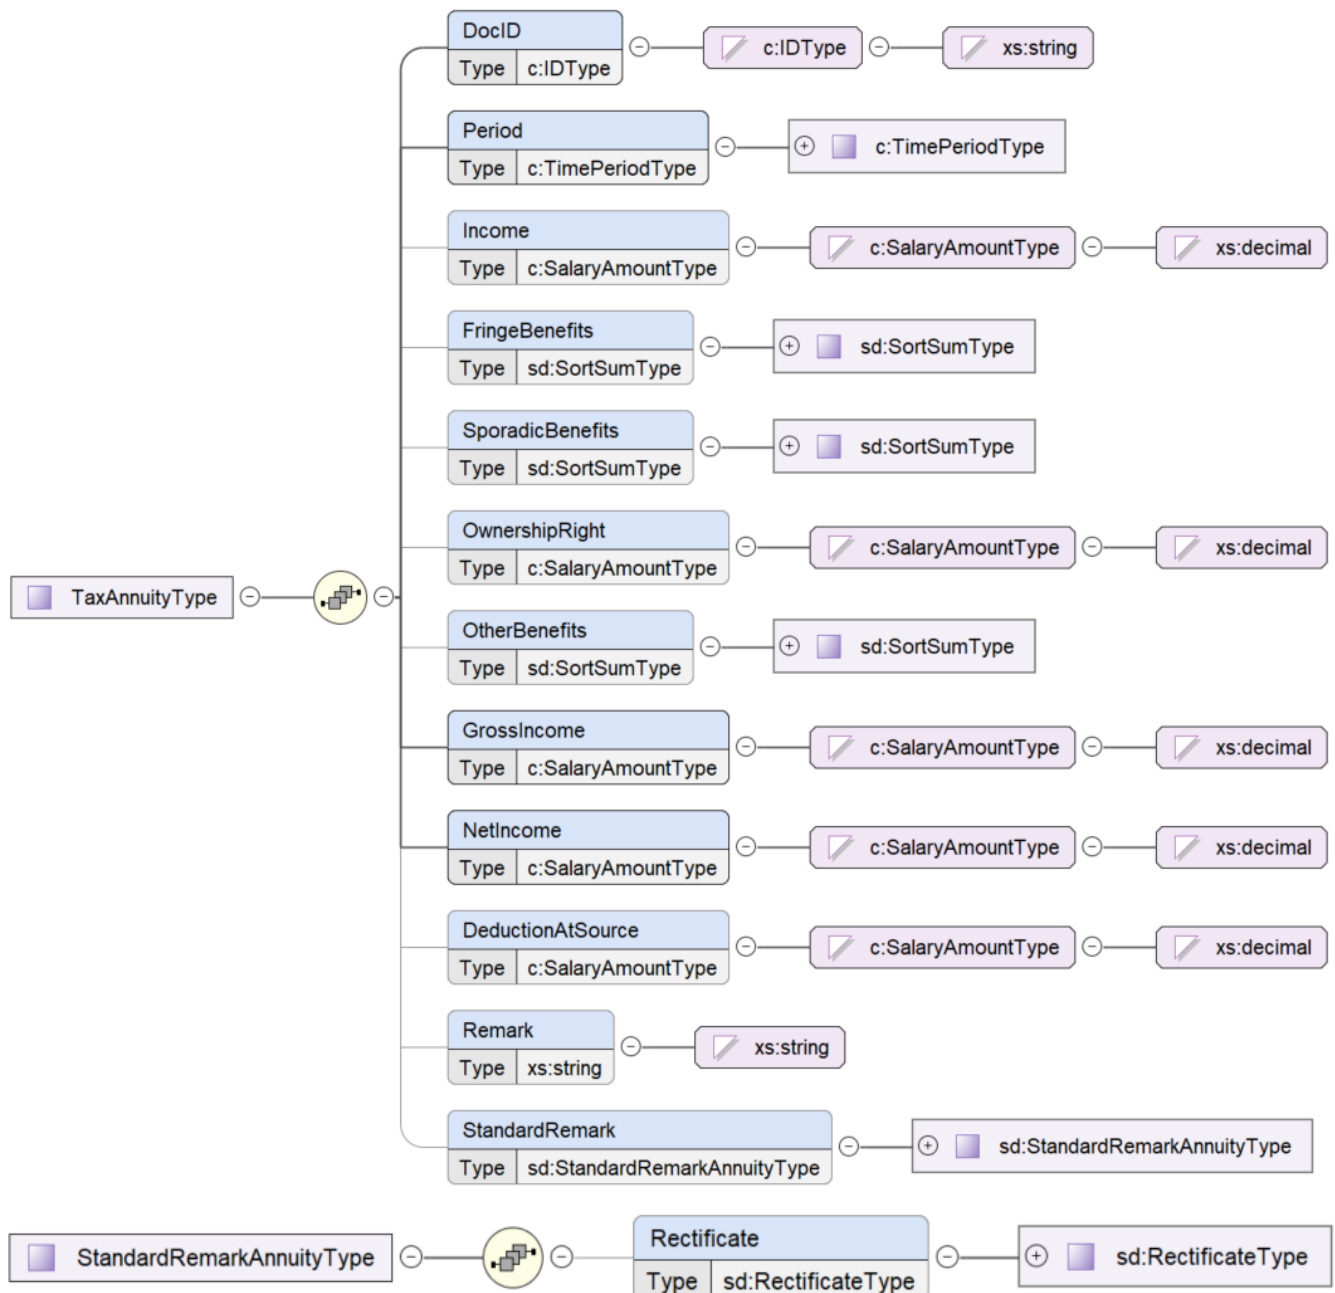 DocID
Type c:IDType
c:IDType
xs:string
Period
Type c:TimePeriodType
c:TimePeriodType
Income
Type c:SalaryAmountType
c:SalaryAmountType
xs:decimal
FringeBenefits
Type sd:SortSumType
sd:SortSumType
SporadicBenefits
Type sd:SortSumType
sd:SortSumType
OwnershipRight
Type c:SalaryAmountType
c:SalaryAmountType
xs:decimal
TaxAnnuityType
OtherBenefits
Type sd:SortSumType
sd:SortSumType
GrossIncome
Type c:SalaryAmountType
c:SalaryAmountType
xs:decimal
NetIncome
Type c:SalaryAmountType
c:SalaryAmountType
xs:decimal
DeductionAtSource
Type c:SalaryAmountType
c:SalaryAmountType
xs:decimal
Remark
Type xs:string
xs:string
StandardRemark
Type sd:StandardRemarkAnnuityType
sd:StandardRemarkAnnuityType
StandardRemarkAnnuityType
Rectificate
Type sd:RectificateType
sd:RectificateType